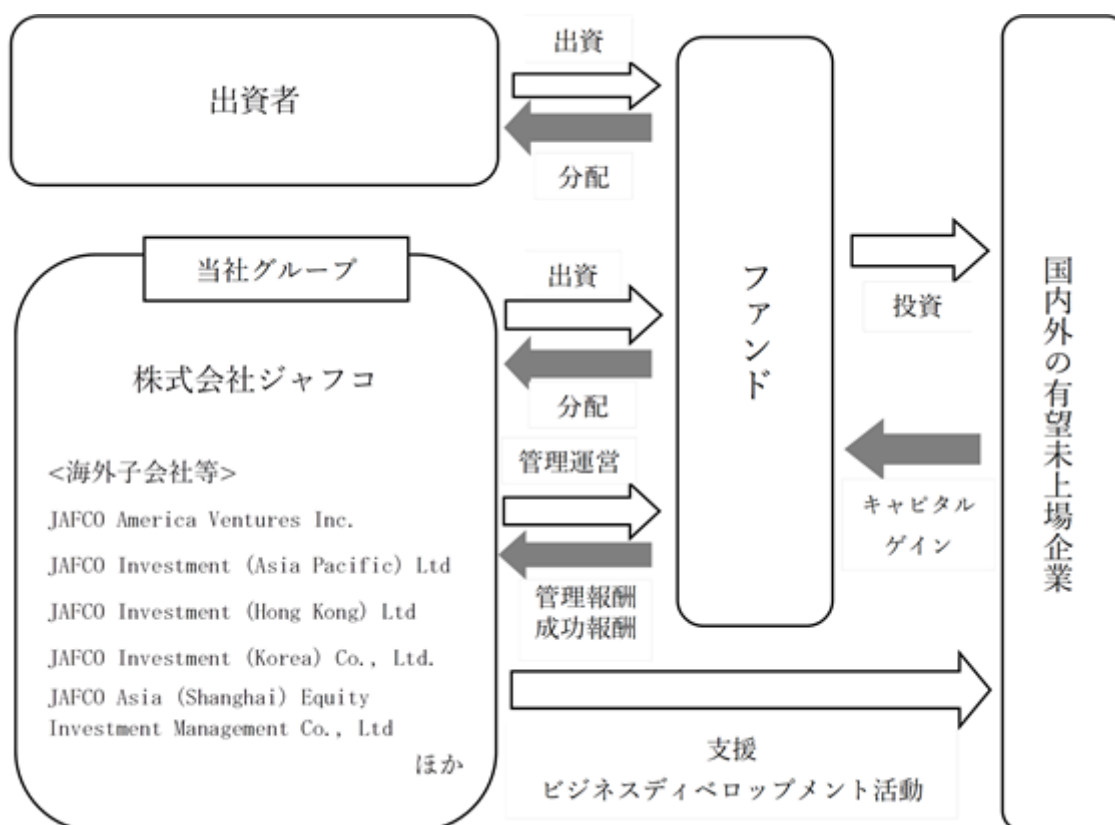 出資者
出資
分配
当社グループ
株式会社ジャフコ
<海外子会社等>
JAFCO America Ventures Inc.
JAFCO Investment (Asia Pacific) Ltd
JAFCO Investment (Hong Kong) Ltd
JAFCO Investment (Korea) Co., Ltd.
JAFCO Asia (Shanghai) Equity
Investment Management Co., Ltd
ほか
出資
分配
管理運営
管理報酬
成功報酬
ファンド
投資
キャピタル
ゲイン
支援
ビジネスディベロップメント活動
国内外の有望未上場企業